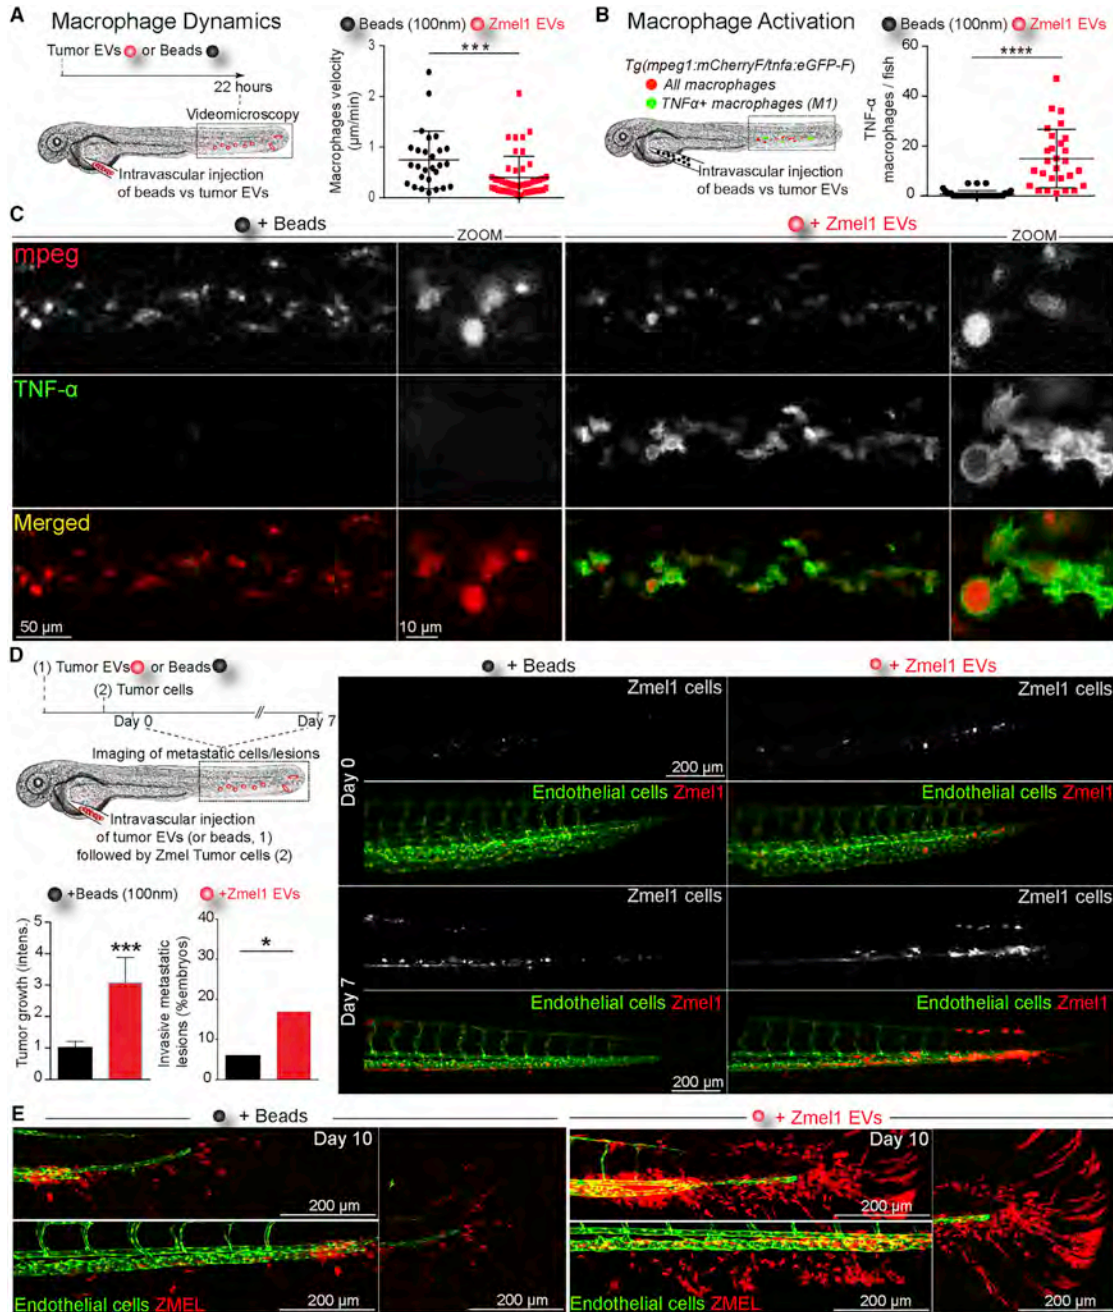 A
Macrophage Dynamics
Tumor EVs or Beads
22 hours
Videomicroscopy
Intravascular injection
of beads vs tumor EVs
Beads (100nm) Zmel1 EVs
***
Macrophages velocity
(µm/min)
3
2
1
0
B
Macrophage Activation
Tg(mpeg1:mCherryF/tnfa:eGFP-F)
All macrophages
TNFα+ macrophages (M1)
Intravascular injection
of beads vs tumor EVs
Beads (100nm) Zmel1 EVs
****
TNF-α
macrophages / fish
60
40
20
0
C
+ Beads
+ Zmel1 EVs
ZOOM
ZOOM
mpeg
TNF-α
Merged
50 µm
10 µm
D
(1) Tumor EVs or Beads
(2) Tumor cells
Day 0
Day 7
Imaging of metastatic cells/lesions
Intravascular injection
of tumor EVs (or beads, 1)
followed by Zmel Tumor cells (2)
+Beads (100nm) +Zmel1 EVs
Tumor growth (intens.)
5
4
3
2
1
0
***
Invasive metastatic
lesions (%embryos)
40
30
20
10
0
*
+ Beads
+ Zmel1 EVs
Day 0
Zmel1 cells
Zmel1 cells
200 µm
200 µm
Endothelial cells Zmel1
Endothelial cells Zmel1
Day 7
Zmel1 cells
Zmel1 cells
Endothelial cells Zmel1
Endothelial cells Zmel1
200 µm
200 µm
E
+ Beads
+ Zmel1 EVs
Day 10
Day 10
200 µm
200 µm
Endothelial cells ZMEL
200 µm
200 µm
Endothelial cells ZMEL
200 µm
200 µm